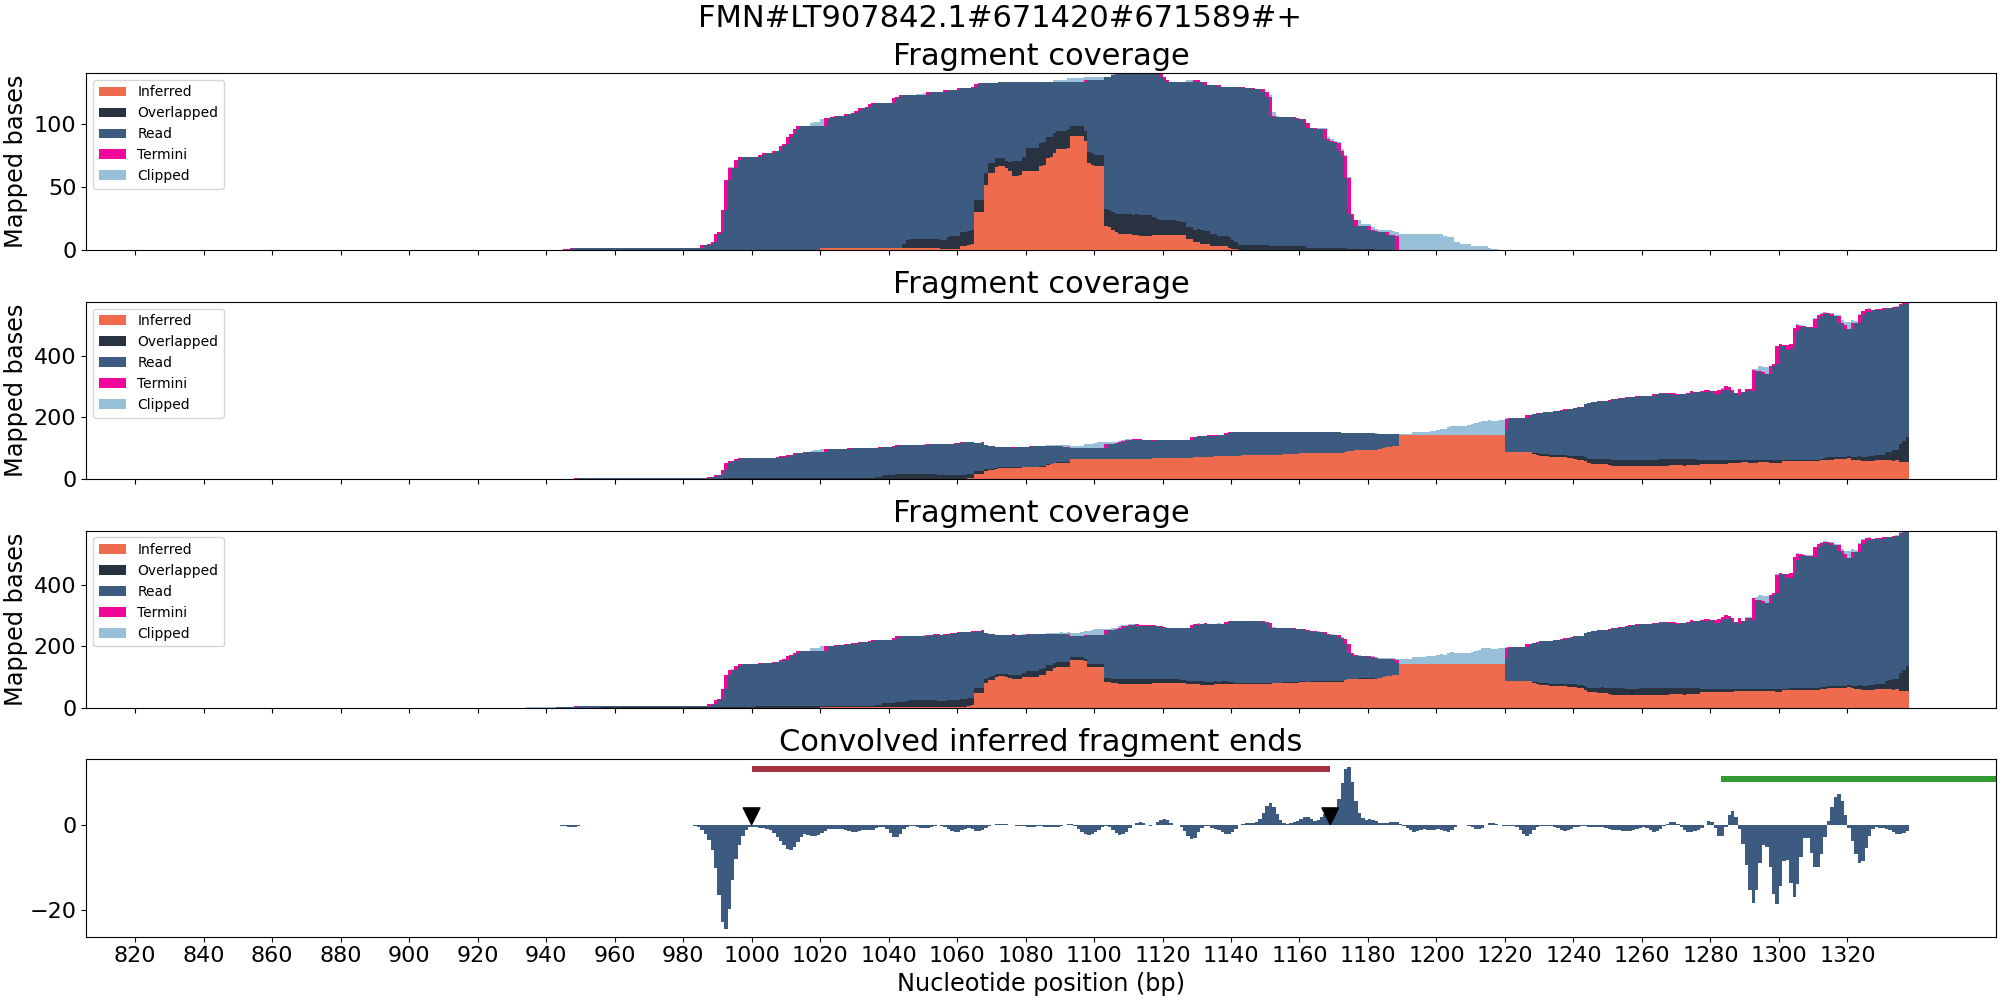 FMN#LT907842.1#671420#671589#+
Fragment coverage
Mapped bases
100
50
0
Inferred
Overlapped
Read
Termini
Clipped
Fragment coverage
Mapped bases
400
200
0
Inferred
Overlapped
Read
Termini
Clipped
Fragment coverage
Mapped bases
400
200
0
Inferred
Overlapped
Read
Termini
Clipped
Convolved inferred fragment ends
0
−20
820 840 860 880 900 920 940 960 980 1000 1020 1040 1060 1080 1100 1120 1140 1160 1180 1200 1220 1240 1260 1280 1300 1320
Nucleotide position (bp)